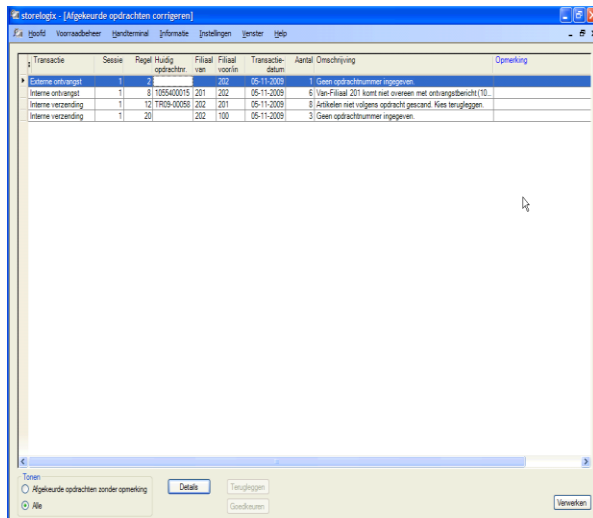 storelogix - [Afgekeurde opdrachten corrigeren]
Hoofd Voorraadbeheer Handterminal Informatie Instellingen Venster Help
Transactie Sessie Regel Huidig opdrachtnr. Filiaal van Filiaal voor/in Transactie-datum Aantal Omschrijving Opmerking
Externe ontvangst 1 2 202 05-11-2009 1 Geen opdrachtnummer ingegeven.
Interne ontvangst 1 8 1055400015 201 202 05-11-2009 6 Van-Filiaal 201 komt niet overeen met ontvangstbericht (10...
Interne verzending 1 12 TR09-00058 202 201 05-11-2009 8 Artikelen niet volgens opdracht gescand. Kies terugleggen.
Interne verzending 1 20 202 100 05-11-2009 3 Geen opdrachtnummer ingegeven.
Tonen
Afgekeurde opdrachten zonder opmerking
Alle
Details
Terugleggen
Goedkeuren
Verwerken